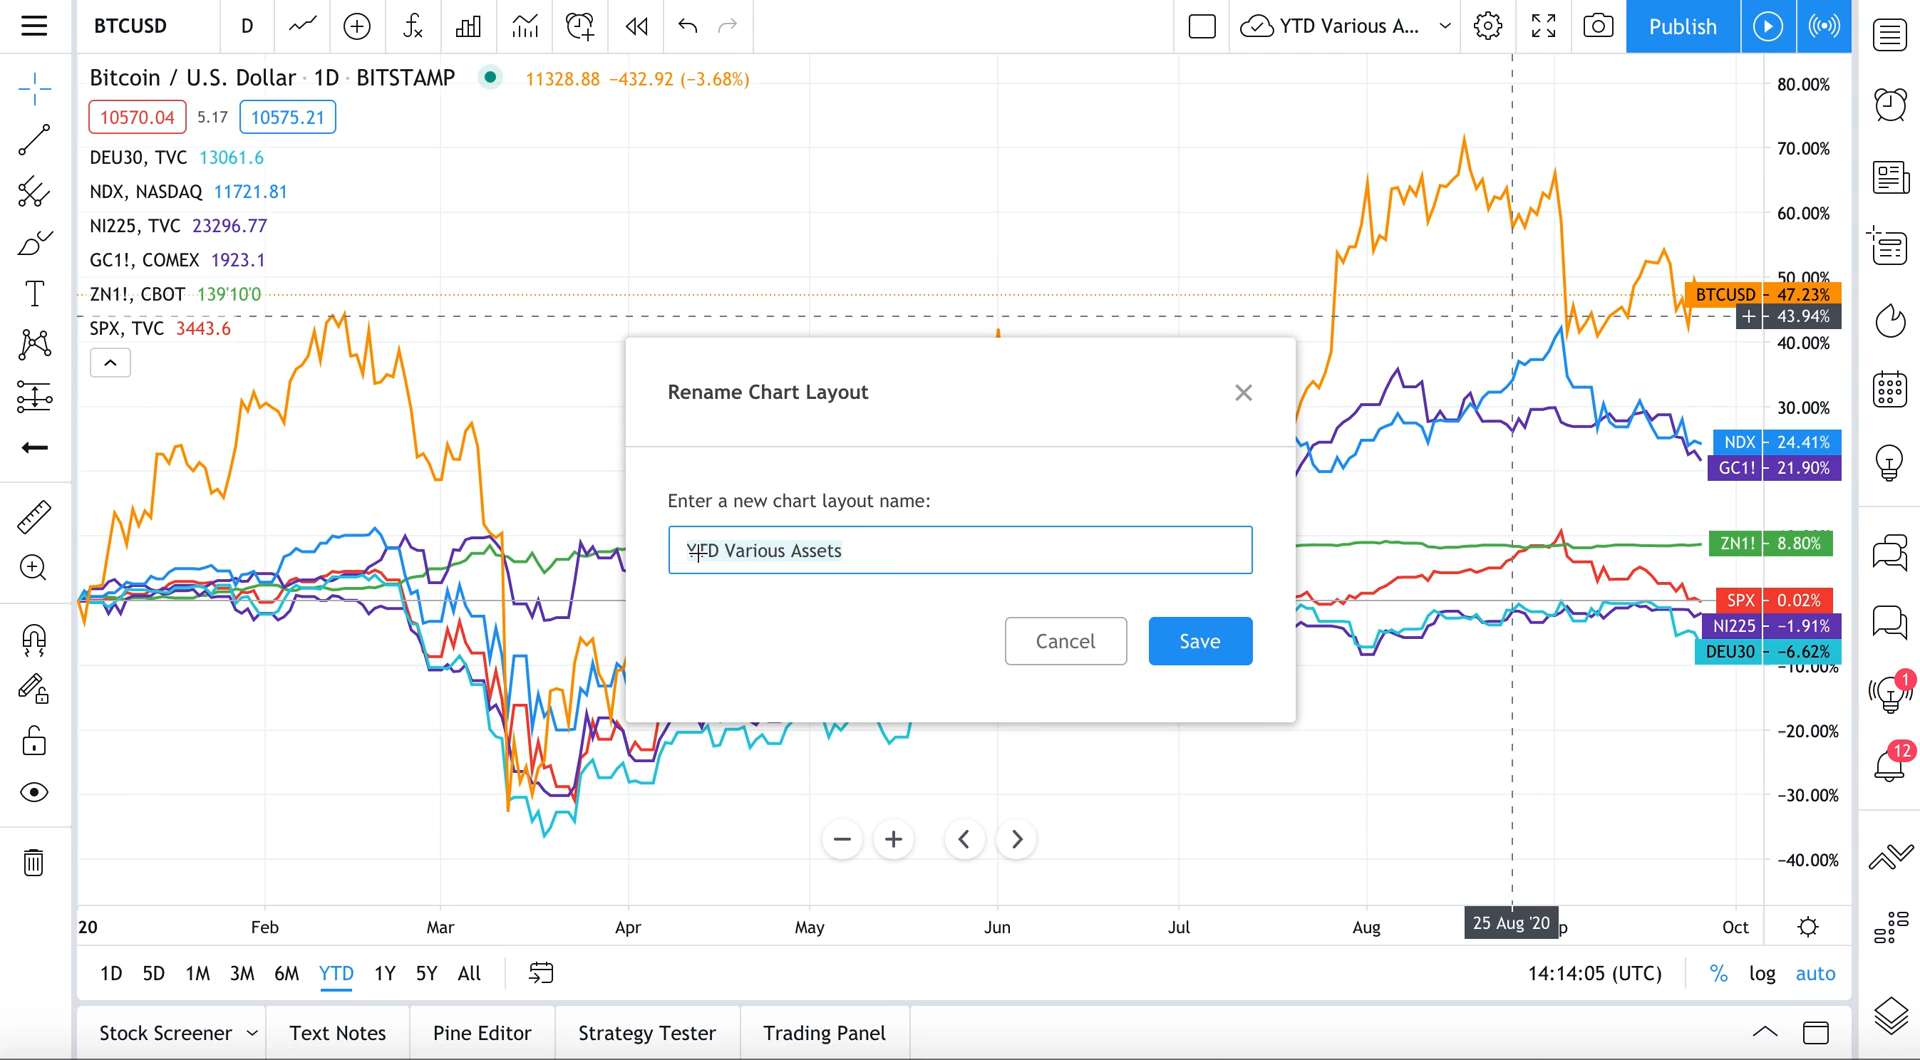 BTCUSD D YTD Various A... Publish
Bitcoin / U.S. Dollar · 1D · BITSTAMP 11328.88 −432.92 (−3.68%)
10570.04 5.17 10575.21
DEU30, TVC 13061.6
NDX, NASDAQ 11721.81
NI225, TVC 23296.77
GC1!, COMEX 1923.1
ZN1!, CBOT 139'10'0
SPX, TVC 3443.6
80.00%
70.00%
60.00%
50.00%
BTCUSD 47.23%
43.94%
40.00%
30.00%
NDX 24.41%
GC1! 21.90%
ZN1! 8.80%
SPX 0.02%
NI225 −1.91%
DEU30 −6.62%
−10.00%
−20.00%
−30.00%
−40.00%
Rename Chart Layout
Enter a new chart layout name:
YTD Various Assets
Cancel Save
1
12
20 Feb Mar Apr May Jun Jul Aug 25 Aug '20 p Oct
1D 5D 1M 3M 6M YTD 1Y 5Y All 14:14:05 (UTC) % log auto
Stock Screener Text Notes Pine Editor Strategy Tester Trading Panel